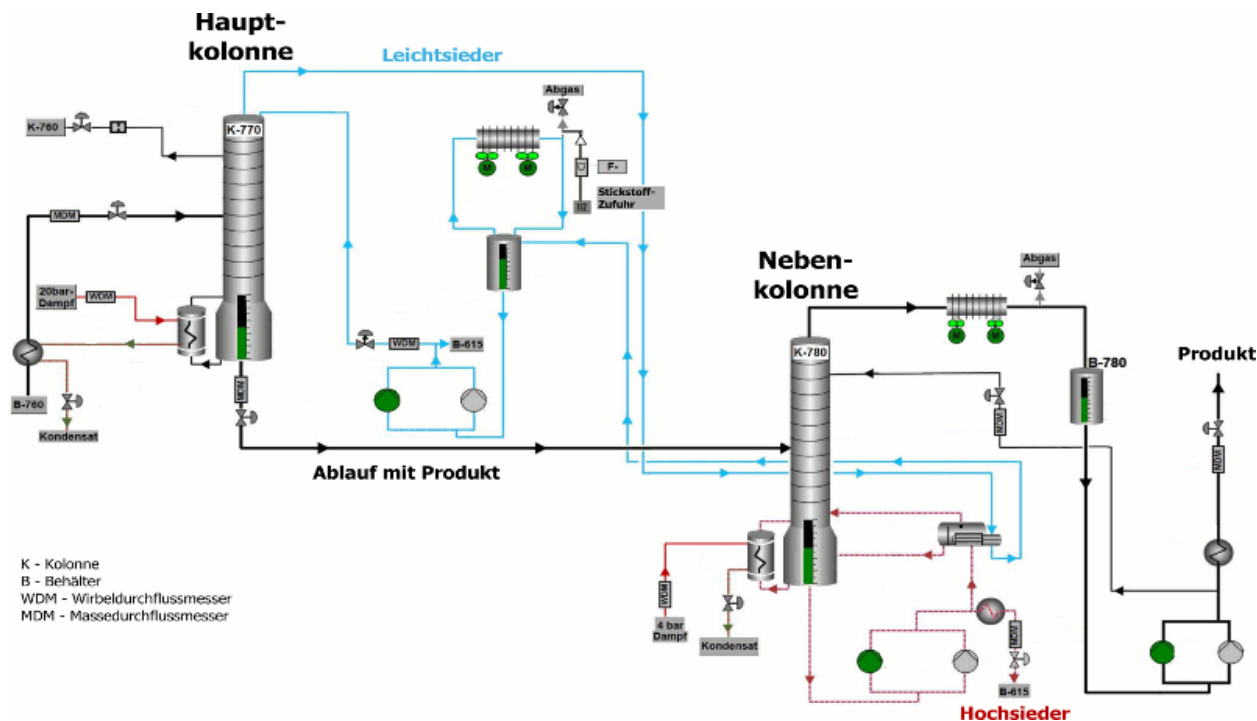 Haupt-
kolonne
Leichtsieder
Abgas
K-760
K-770
M
M
F-
Stickstoff-
Zufuhr
N2
MDM
20bar-
Dampf
WDM
Neben-
kolonne
Abgas
WDM
B-615
K-780
M
M
B-780
Produkt
MDM
B-760
Kondensat
MDM
MDM
Ablauf mit Produkt
K - Kolonne
B - Behälter
WDM - Wirbeldurchflussmesser
MDM - Massedurchflussmesser
WDM
4 bar
Dampf
Kondensat
MDM
B-615
Hochsieder